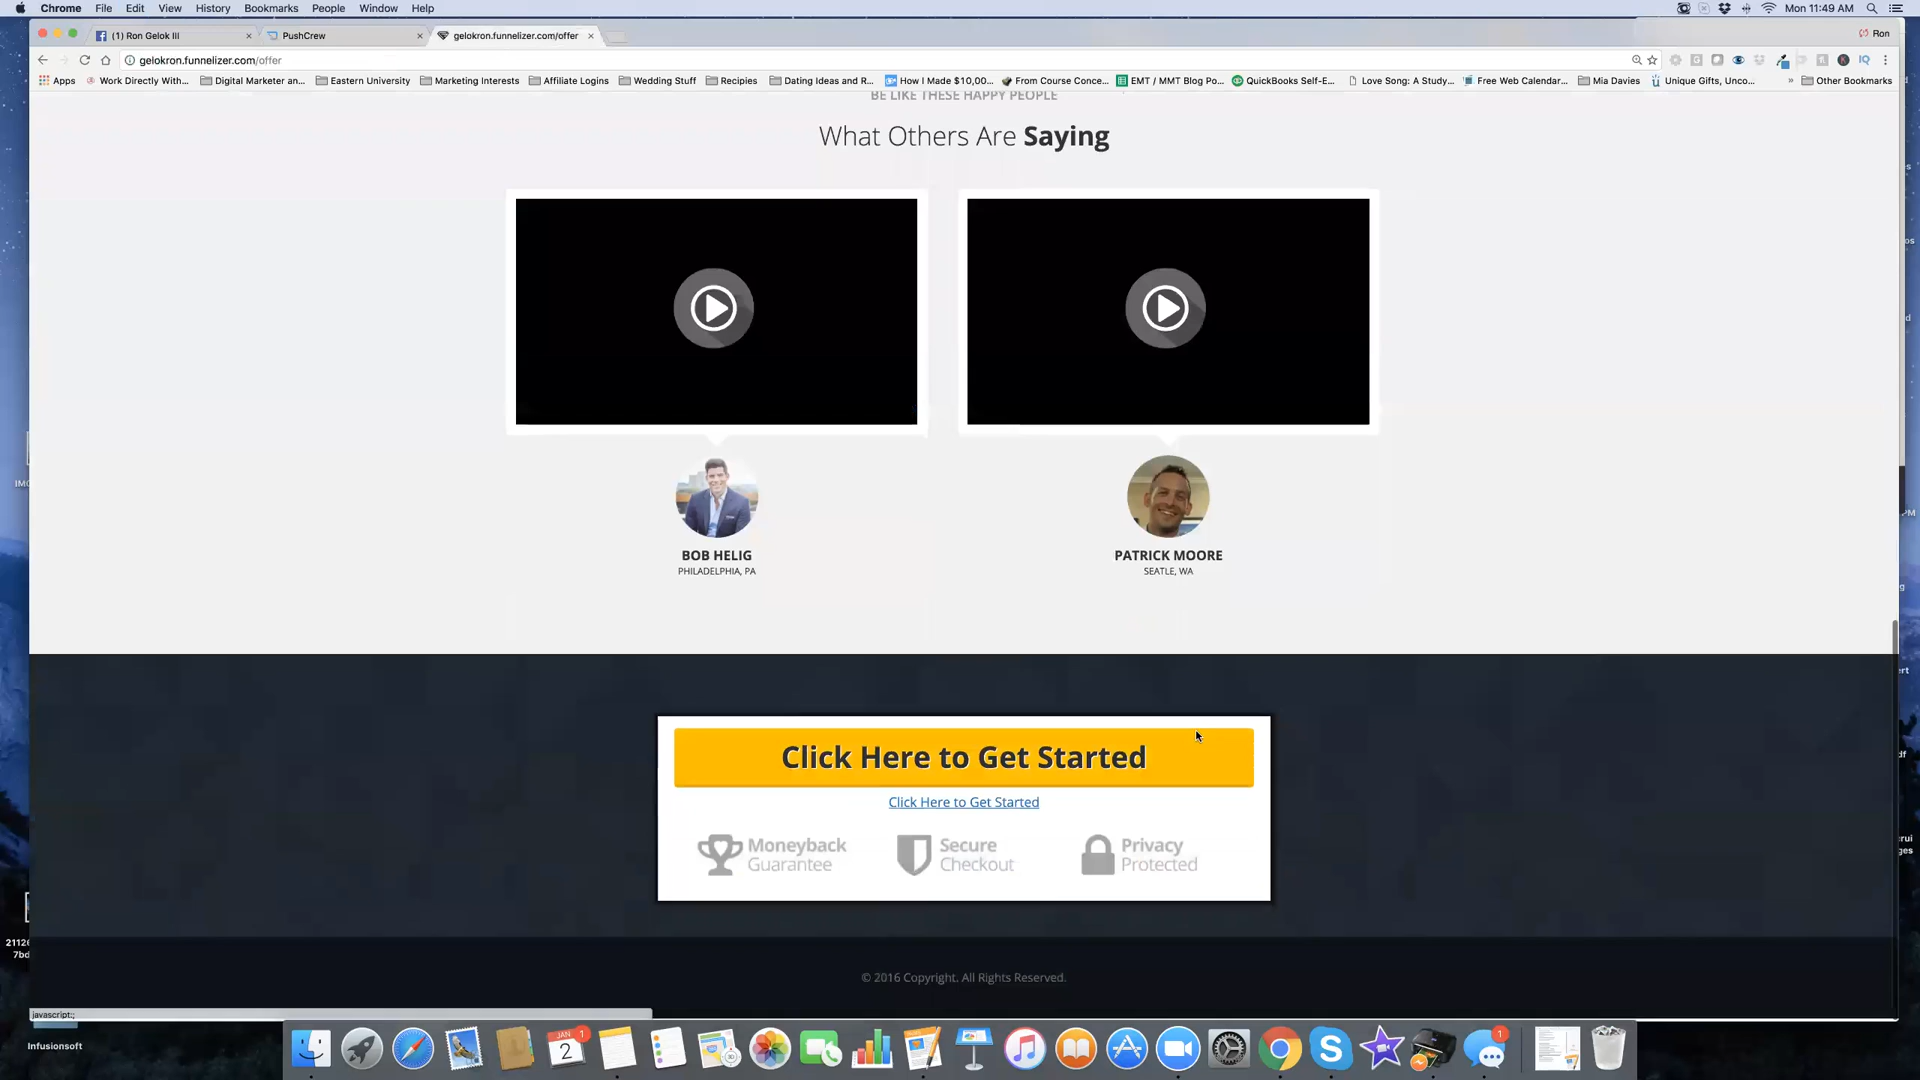 Chrome File Edit View History Bookmarks People Window Help Mon 11:49 AM
(1) Ron Gelok III PushCrew gelokron.funnelizer.com/offer Ron
gelokron.funnelizer.com/offer
Apps Work Directly With... Digital Marketer an... Eastern University Marketing Interests Affiliate Logins Wedding Stuff Recipies Dating Ideas and R... How I Made $10,00... From Course Conce... EMT / MMT Blog Po... QuickBooks Self-E... Love Song: A Study... Free Web Calendar... Mia Davies Unique Gifts, Unco... » Other Bookmarks
BE LIKE THESE HAPPY PEOPLE
What Others Are Saying
BOB HELIG
PHILADELPHIA, PA
PATRICK MOORE
SEATLE, WA
Click Here to Get Started
Click Here to Get Started
Moneyback
Guarantee
Secure
Checkout
Privacy
Protected
© 2016 Copyright. All Rights Reserved.
javascript:;
Infusionsoft
JAN
2
1
1